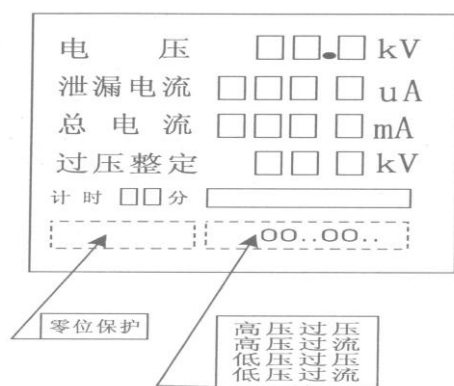 电 压 □□.□ kV
泄漏电流 □□□□ uA
总 电 流 □□□□ mA
过压整定 □□□ kV
计 时 □□分
00..00..
零位保护
高压过压
高压过流
低压过压
低压过流